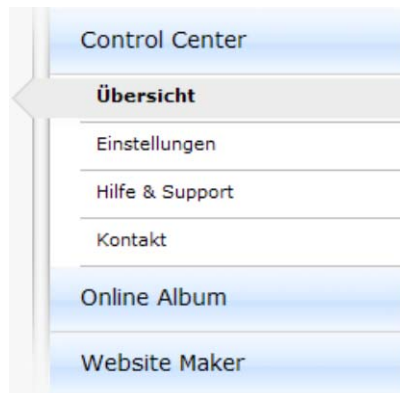 Control Center
Übersicht
Einstellungen
Hilfe & Support
Kontakt
Online Album
Website Maker